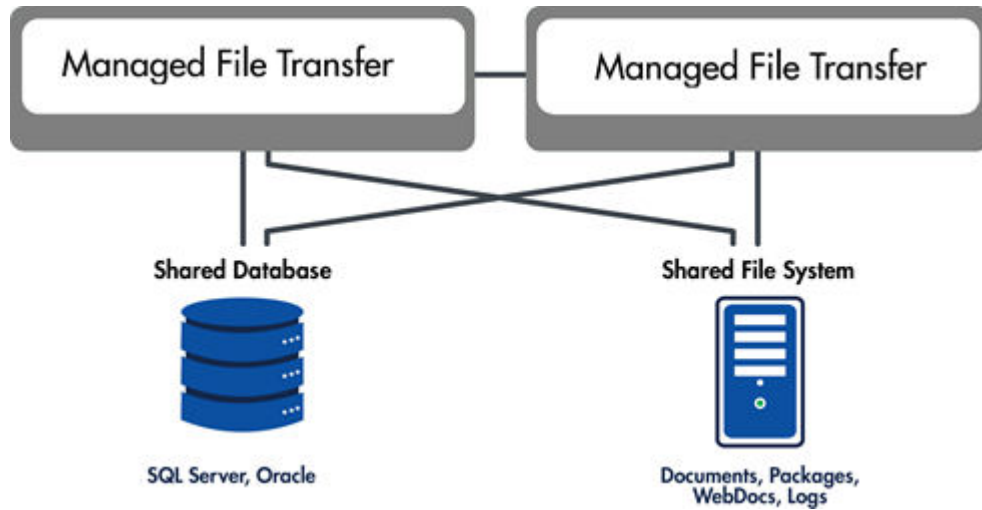 Managed File Transfer
Managed File Transfer
Shared Database
Shared File System
SQL Server, Oracle
Documents, Packages,
WebDocs, Logs